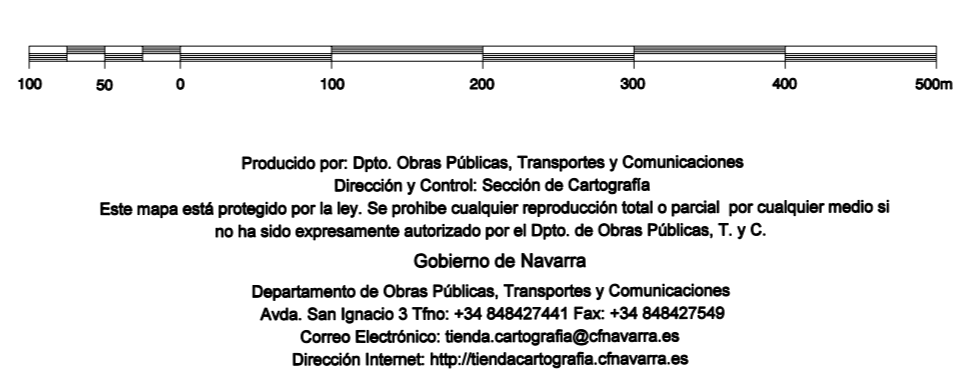 100 50 0 100 200 300 400 500m
Producido por: Dpto. Obras Públicas, Transportes y Comunicaciones
Dirección y Control: Sección de Cartografía
Este mapa está protegido por la ley. Se prohibe cualquier reproducción total o parcial por cualquier medio si
no ha sido expresamente autorizado por el Dpto. de Obras Públicas, T. y C.
Gobierno de Navarra
Departamento de Obras Públicas, Transportes y Comunicaciones
Avda. San Ignacio 3 Tfno: +34 848427441 Fax: +34 848427549
Correo Electrónico: tienda.cartografia@cfnavarra.es
Dirección Internet: http://tiendacartografia.cfnavarra.es